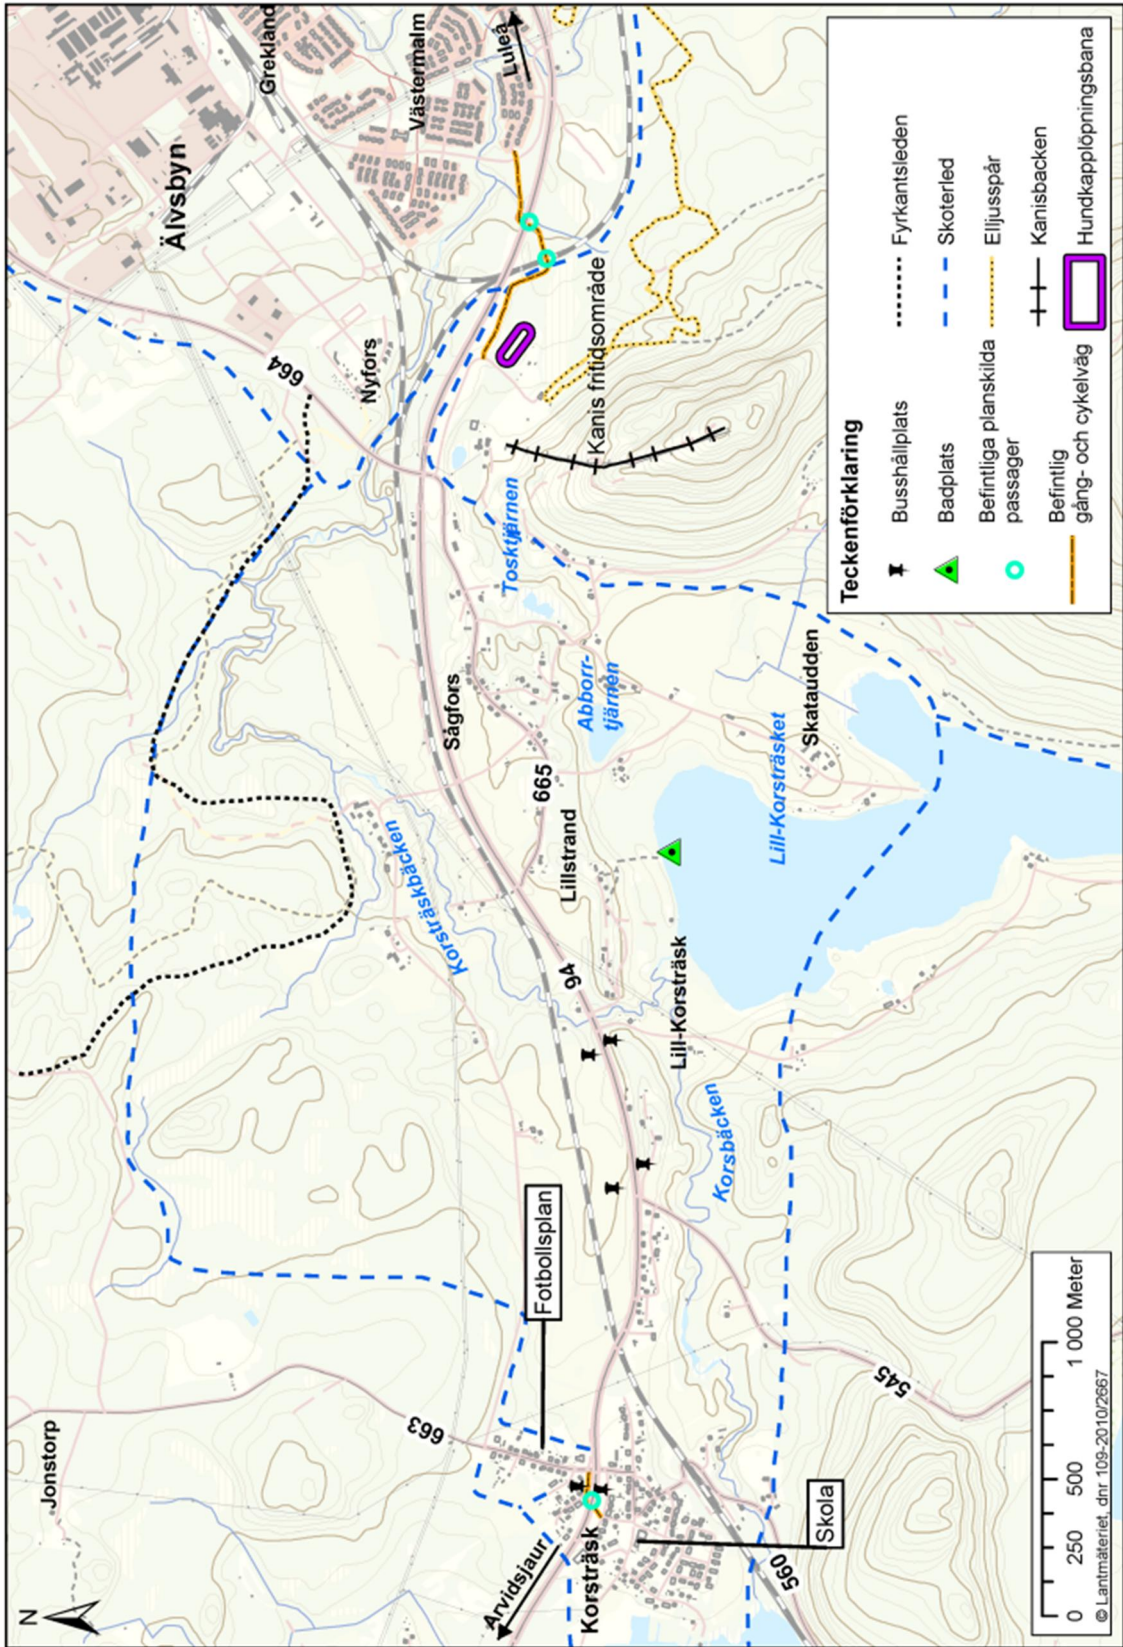 N
Jonstorp
663
Fotbollsplan
Arvidsjaur
Korsträsk
Skola
560
545
Korsbäcken
Lill-Korsträsk
94
Korsträskbäcken
Lillstrand
665
Sågfors
Abborr-
tjärnen
Tosktjärnen
Lill-Korsträsket
Skataudden
664
Nyfors
Älvsbyn
Grekland
Västermalm
Luleå
Kanis fritidsområde
Teckenförklaring
Busshållplats
Badplats
Befintliga planskilda
passager
Befintlig
gång- och cykelväg
Fyrkantsleden
Skoterled
Elljusspår
Kanisbacken
Hundkapplöpningsbana
0 250 500 1 000 Meter
© Lantmäteriet, dnr 109-2010/2667